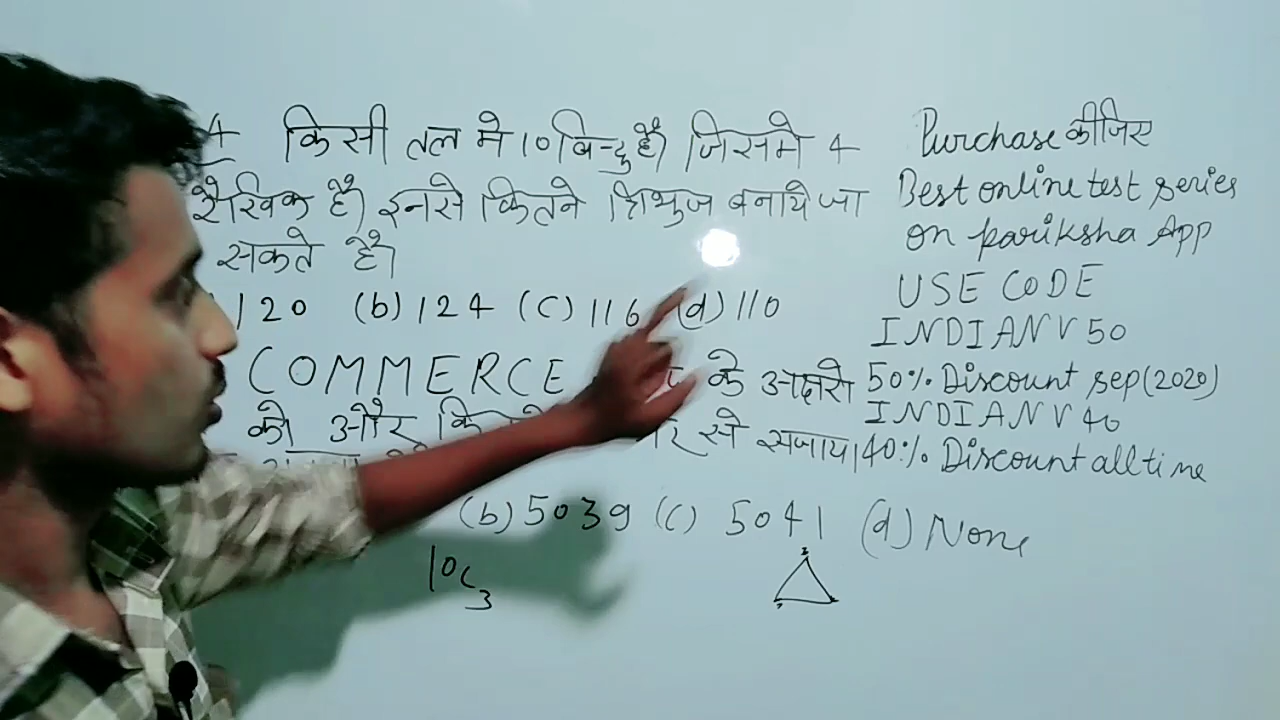 4 किसी तल मे 10 बिन्दु है जिसमे 4
रैखिक है इनसे कितने त्रिभुज बनाये जा
सकते है।
120 (b) 124 (C) 116 (d) 110
COMMERCE के अक्षरो
को और से सजाया
(b) 5039 (c) 5041 (d) None
10c3
Purchase कीजिए
Best online test series
on pariksha App
USE CODE
INDIANV50
50% Discount sep(2020)
INDIANV40
40% Discount all time